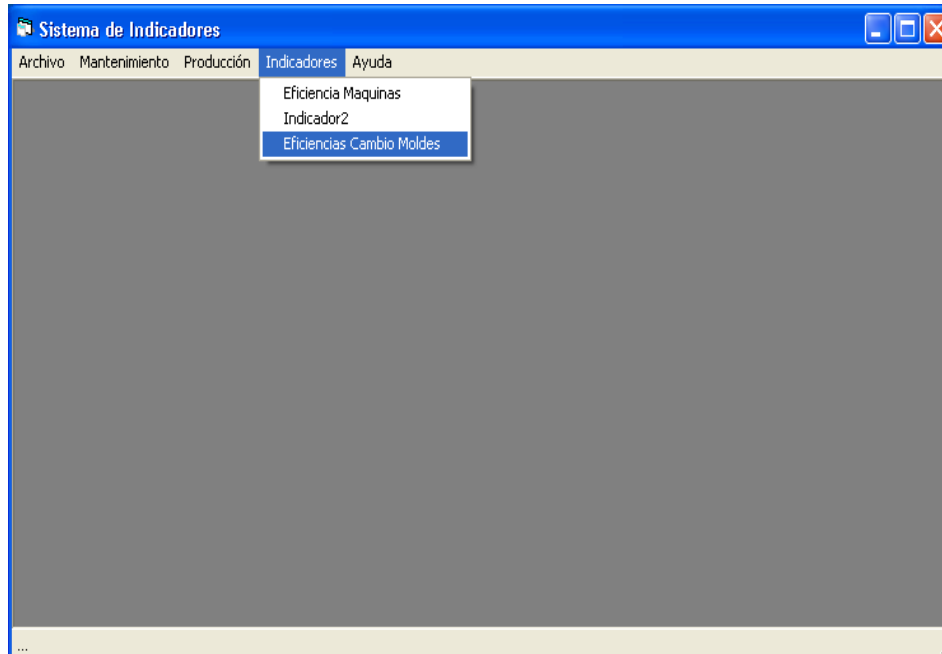 Sistema de Indicadores
Archivo Mantenimiento Producción Indicadores Ayuda
Eficiencia Maquinas
Indicador2
Eficiencias Cambio Moldes
...